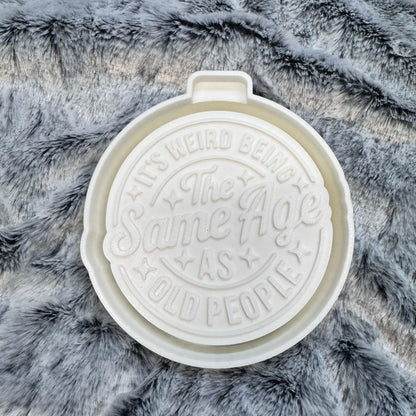 IT'S WEIRD BEING
The
Same Age
AS
OLD PEOPLE